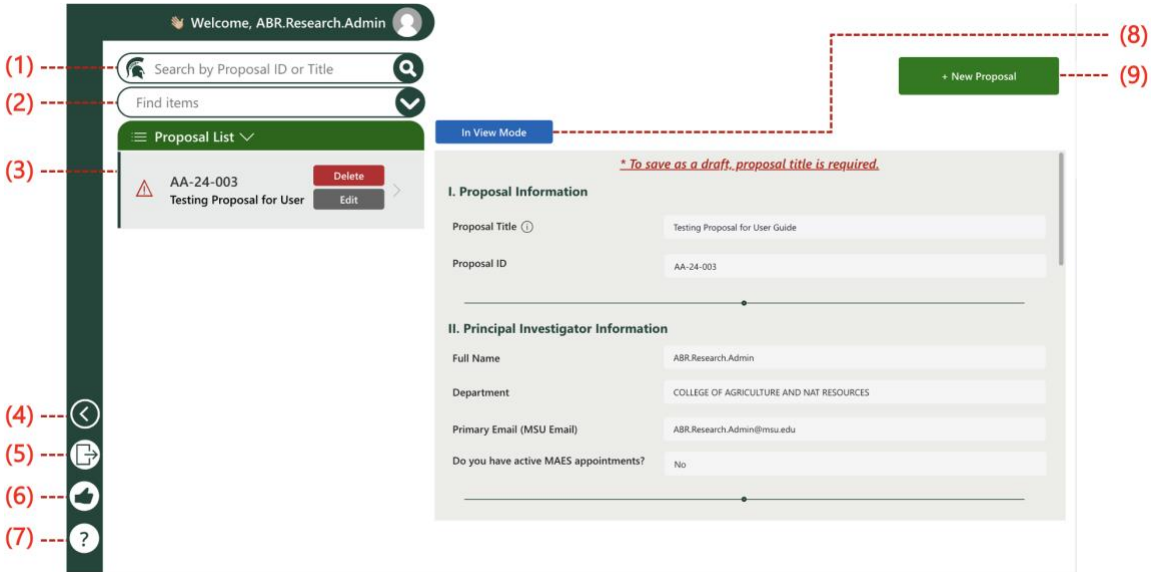 👋🏼 Welcome, ABR.Research.Admin
(1)
Search by Proposal ID or Title
(2)
Find items
Proposal List
(3)
AA-24-003
Testing Proposal for User
Delete
Edit
(4)
(5)
(6)
(7)
?
(8)
(9)
+ New Proposal
In View Mode
* To save as a draft, proposal title is required.
I. Proposal Information
Proposal Title
Testing Proposal for User Guide
Proposal ID
AA-24-003
II. Principal Investigator Information
Full Name
ABR.Research.Admin
Department
COLLEGE OF AGRICULTURE AND NAT RESOURCES
Primary Email (MSU Email)
ABR.Research.Admin@msu.edu
Do you have active MAES appointments?
No